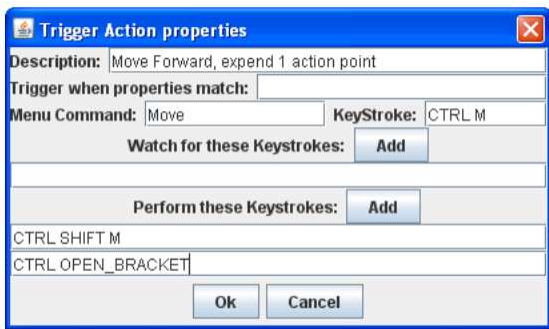 Trigger Action properties
Description: Move Forward, expend 1 action point
Trigger when properties match:
Menu Command: Move KeyStroke: CTRL M
Watch for these Keystrokes: Add
Perform these Keystrokes: Add
CTRL SHIFT M
CTRL OPEN_BRACKET
Ok Cancel